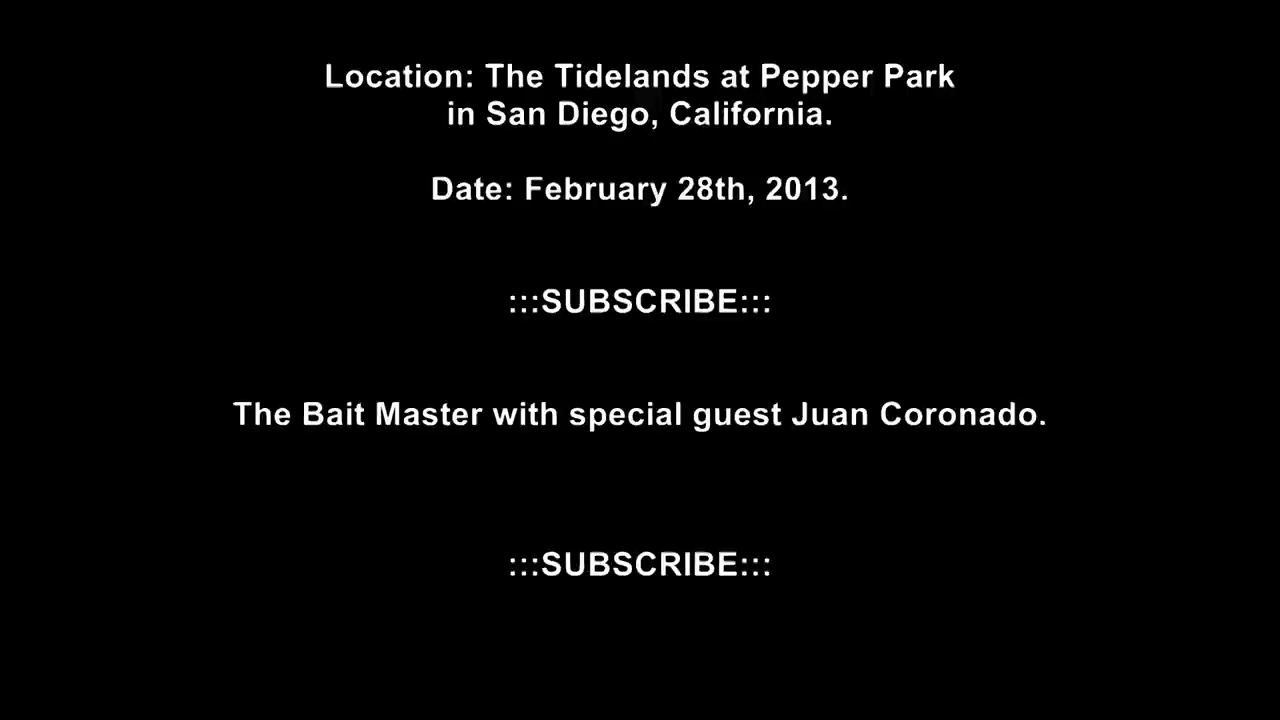 Location: The Tidelands at Pepper Park
in San Diego, California.
Date: February 28th, 2013.
:::SUBSCRIBE:::
The Bait Master with special guest Juan Coronado.
:::SUBSCRIBE:::